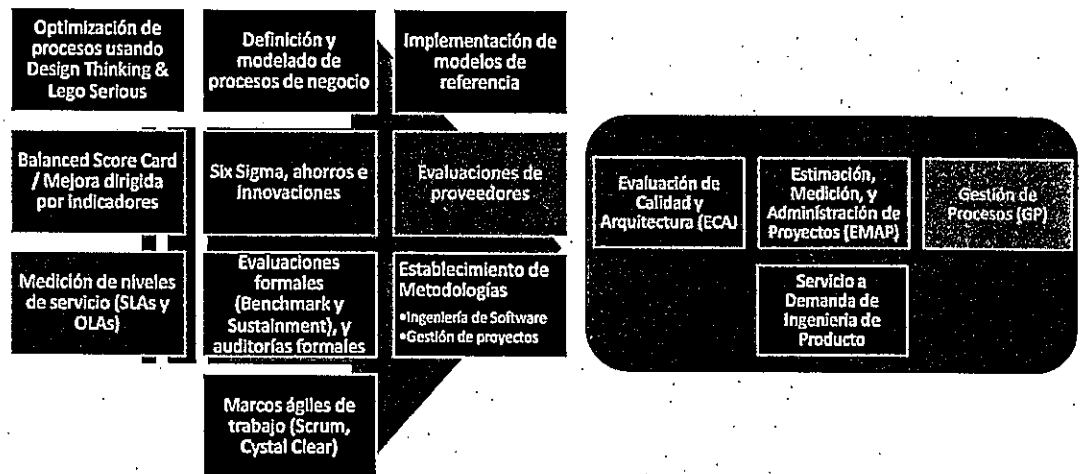 Optimización de
procesos usando
Design Thinking &
Lego Serious
Definición y
modelado de
procesos de negocio
Implementación de
modelos de
referencia
Balanced Score Card
/ Mejora dirigida
por indicadores
Six Sigma, ahorros e
innovaciones
Evaluaciones de
proveedores
Medición de niveles
de servicio (SLAs y
OLAs)
Evaluaciones formales
(Benchmark y
Sustainment), y
auditorías formales
Establecimiento de
Metodologías
•Ingeniería de Software
•Gestión de proyectos
Marcos ágiles de
trabajo (Scrum,
Cystal Clear)
Evaluación de
Calidad y
Arquitectura (ECA)
Estimación,
Medición, y
Administración de
Proyectos (EMAP)
Gestión de
Procesos (GP)
Servicio a
Demanda de
Ingenieria de
Producto